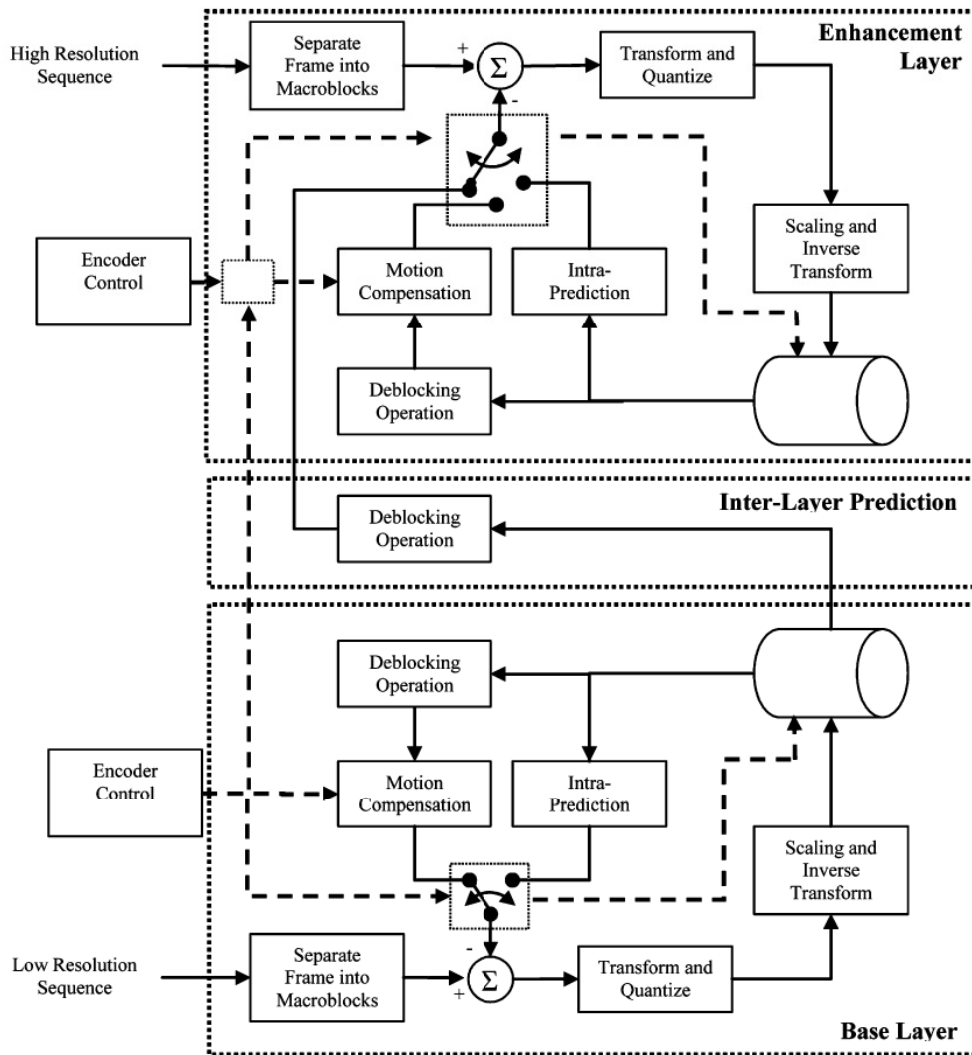 High Resolution
Sequence
Separate
Frame into
Macroblocks
+
Σ
-
Transform and
Quantize
Enhancement
Layer
Scaling and
Inverse
Transform
Encoder
Control
Motion
Compensation
Intra-
Prediction
Deblocking
Operation
Inter-Layer Prediction
Deblocking
Operation
Deblocking
Operation
Encoder
Control
Motion
Compensation
Intra-
Prediction
Scaling and
Inverse
Transform
Low Resolution
Sequence
Separate
Frame into
Macroblocks
-
+
Σ
Transform and
Quantize
Base Layer